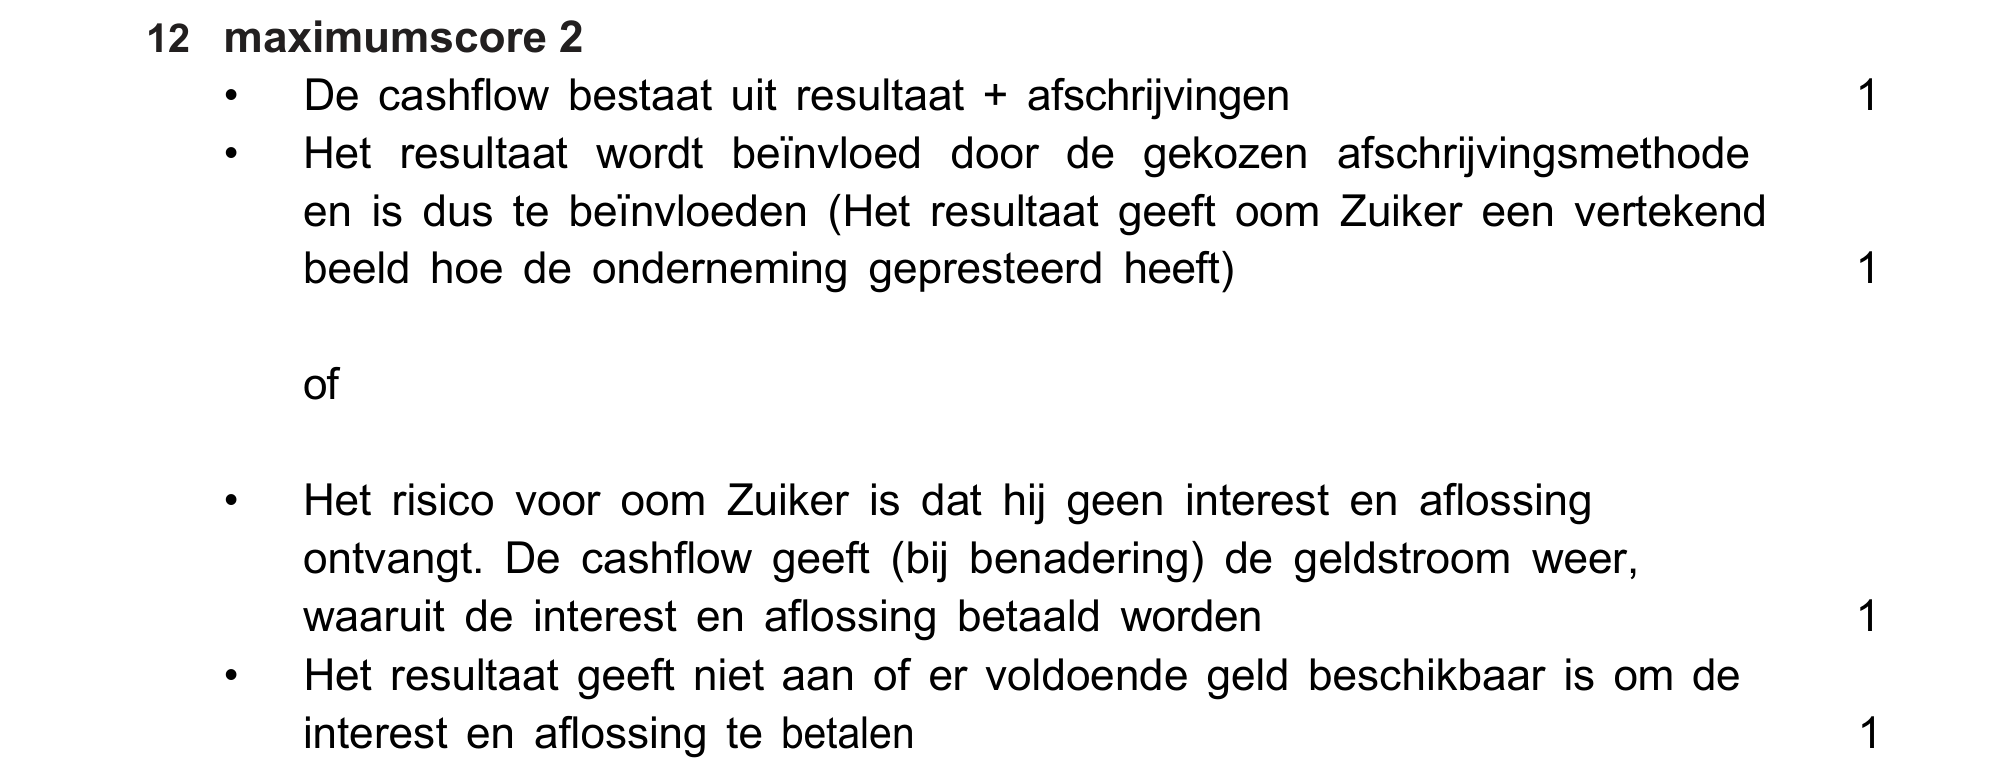 12 maximumscore 2
• De cashflow bestaat uit resultaat + afschrijvingen 1
• Het resultaat wordt beïnvloed door de gekozen afschrijvingsmethode
en is dus te beïnvloeden (Het resultaat geeft oom Zuiker een vertekend
beeld hoe de onderneming gepresteerd heeft) 1
of
• Het risico voor oom Zuiker is dat hij geen interest en aflossing
ontvangt. De cashflow geeft (bij benadering) de geldstroom weer,
waaruit de interest en aflossing betaald worden 1
• Het resultaat geeft niet aan of er voldoende geld beschikbaar is om de
interest en aflossing te betalen 1